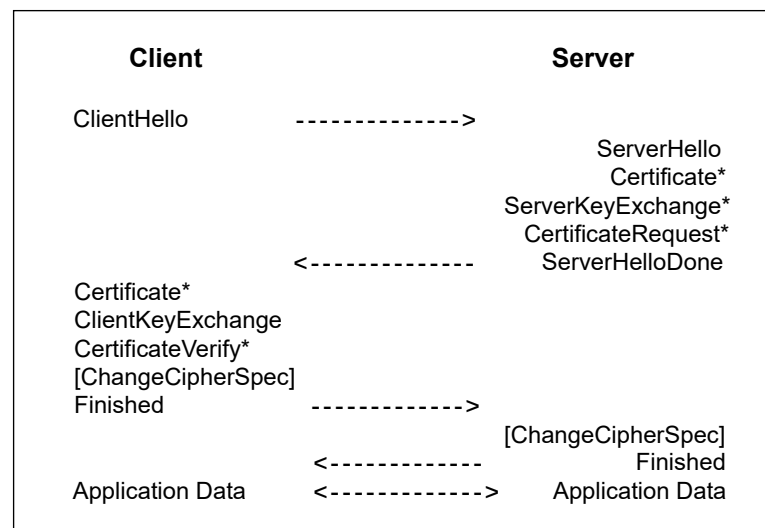 Client Server
ClientHello -------------->
ServerHello
Certificate*
ServerKeyExchange*
CertificateRequest*
<-------------- ServerHelloDone
Certificate*
ClientKeyExchange
CertificateVerify*
[ChangeCipherSpec]
Finished ------------->
[ChangeCipherSpec]
<------------- Finished
Application Data <-------------> Application Data